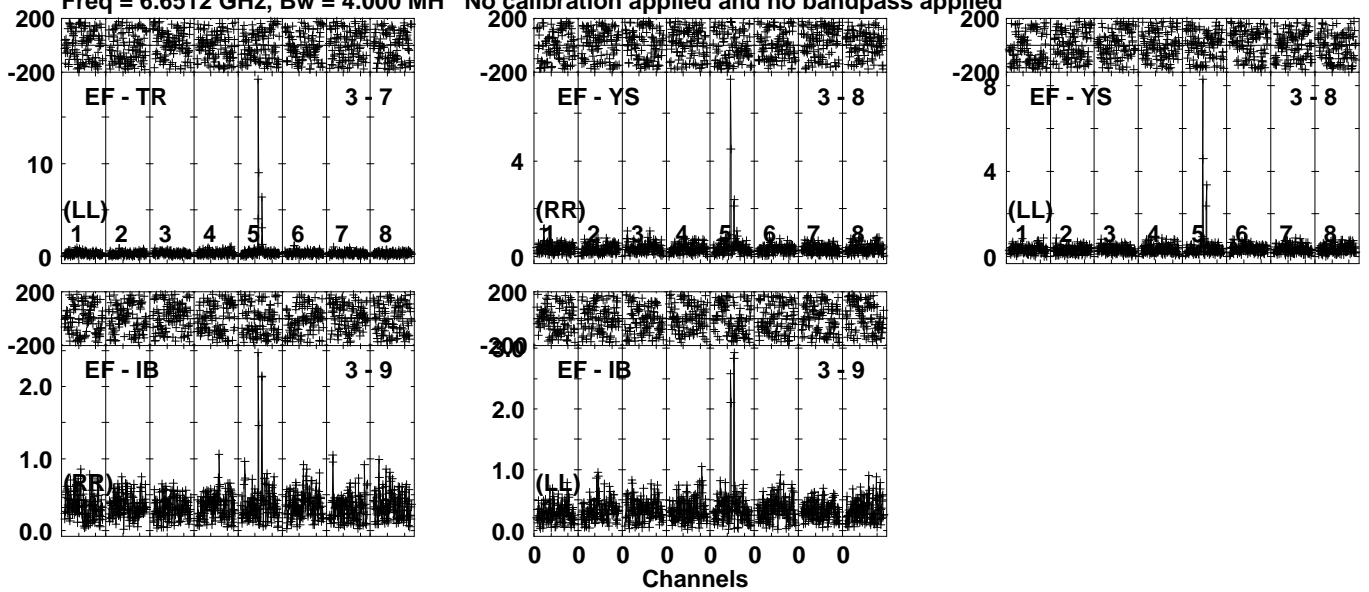 Freq = 6.6512 GHz, Bw = 4.000 MH No calibration applied and no bandpass applied
200 200 200
-200 -200 -200
EF - TR 3 - 7 EF - YS 3 - 8 8 EF - YS 3 - 8
10 4 4
(LL) (RR) (LL)
1 2 3 4 5 6 7 8 1 2 3 4 5 6 7 8 1 2 3 4 5 6 7 8
0 0 0
200 200
-200 -200 3.0
EF - IB 3 - 9 EF - IB 3 - 9
2.0 2.0
1.0 1.0
(RR) (LL)
0.0 0.0
0 0 0 0 0 0 0 0
Channels